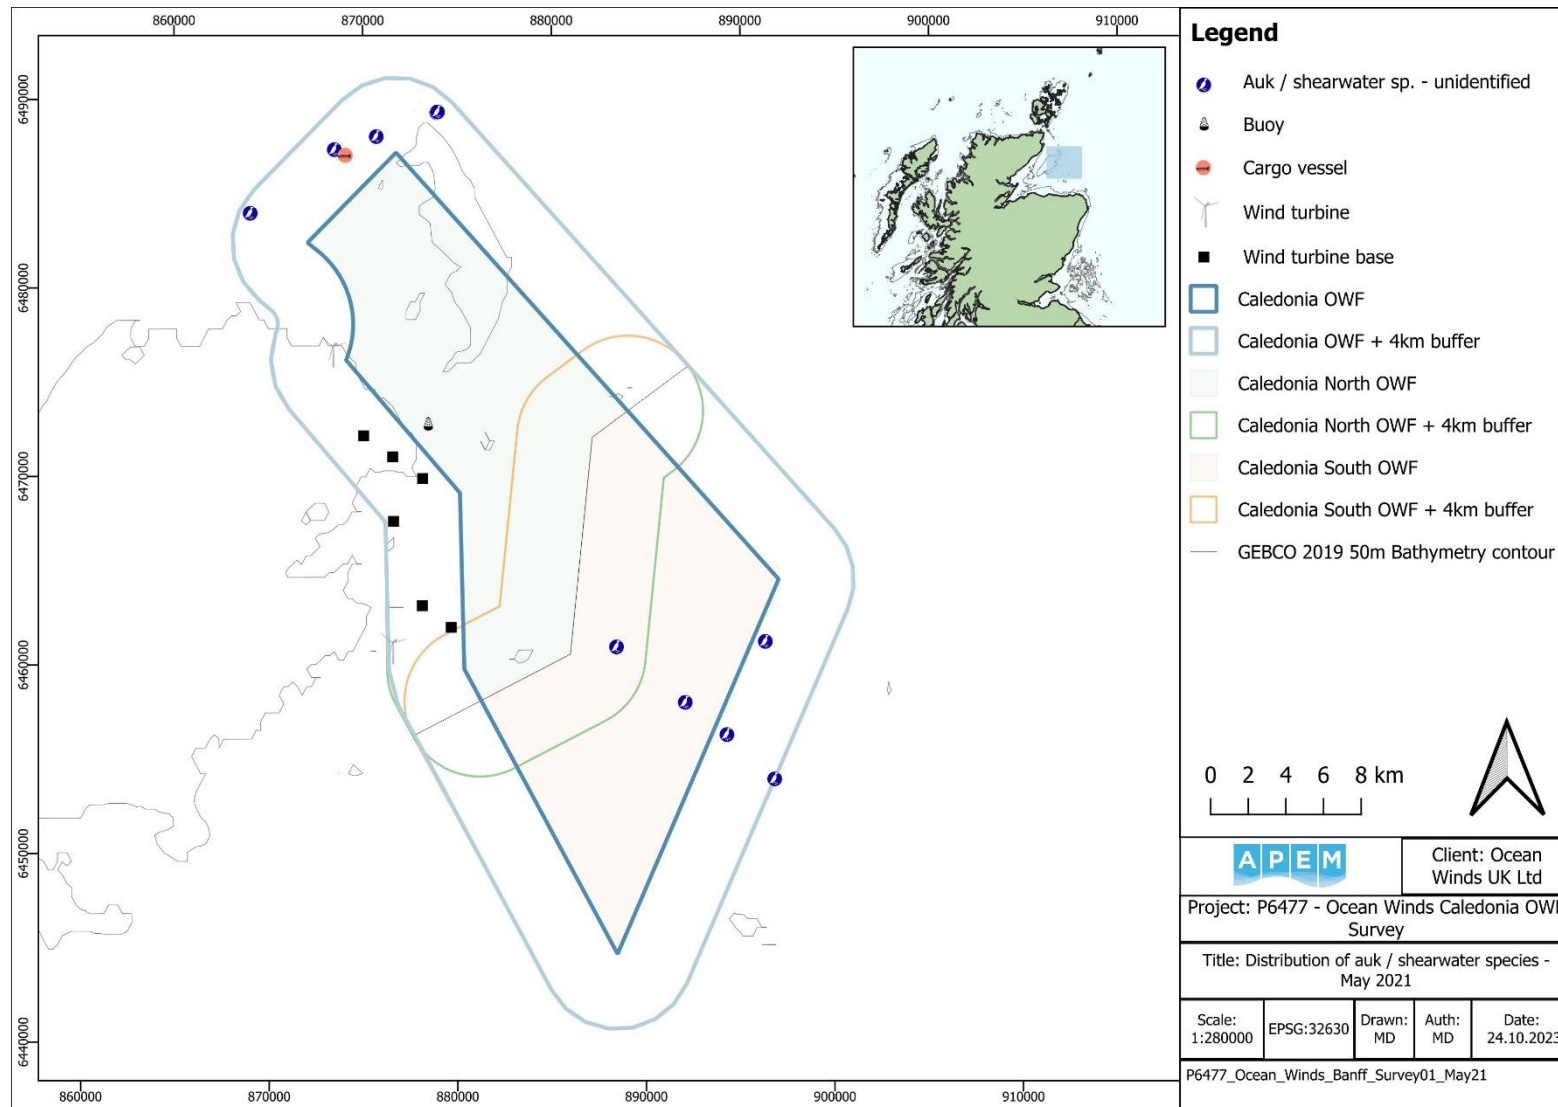 860000 870000 880000 890000 900000 910000
6490000
6480000
6470000
6460000
6450000
6440000
860000 870000 880000 890000 900000 910000
Legend
Auk / shearwater sp. - unidentified
Buoy
Cargo vessel
Wind turbine
Wind turbine base
Caledonia OWF
Caledonia OWF + 4km buffer
Caledonia North OWF
Caledonia North OWF + 4km buffer
Caledonia South OWF
Caledonia South OWF + 4km buffer
GEBCO 2019 50m Bathymetry contour
0 2 4 6 8 km
APEM
Client: Ocean
Winds UK Ltd
Project: P6477 - Ocean Winds Caledonia OWF
Survey
Title: Distribution of auk / shearwater species -
May 2021
Scale:
1:280000
EPSG:32630
Drawn:
MD
Auth:
MD
Date:
24.10.2023
P6477_Ocean_Winds_Banff_Survey01_May21